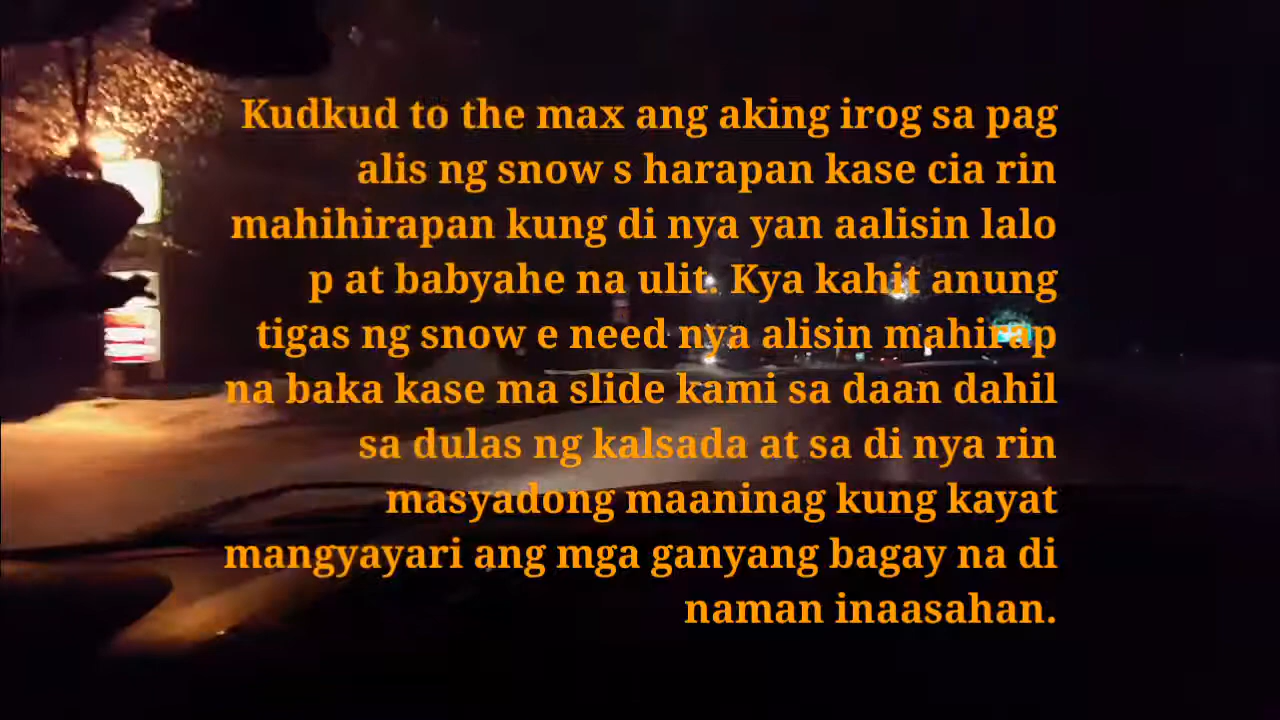 Kudkud to the max ang aking irog sa pag
alis ng snow s harapan kase cia rin
mahihirapan kung di nya yan aalisin lalo
p at babyahe na ulit. Kya kahit anung
tigas ng snow e need nya alisin mahirap
na baka kase ma slide kami sa daan dahil
sa dulas ng kalsada at sa di nya rin
masyadong maaninag kung kayat
mangyayari ang mga ganyang bagay na di
naman inaasahan.